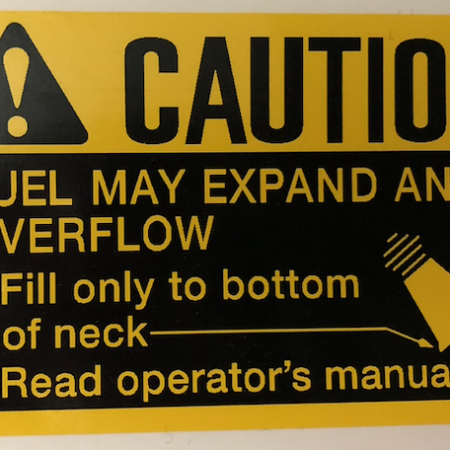 CAUTIO
UEL MAY EXPAND AN
VERFLOW
Fill only to bottom
of neck
Read operator's manua